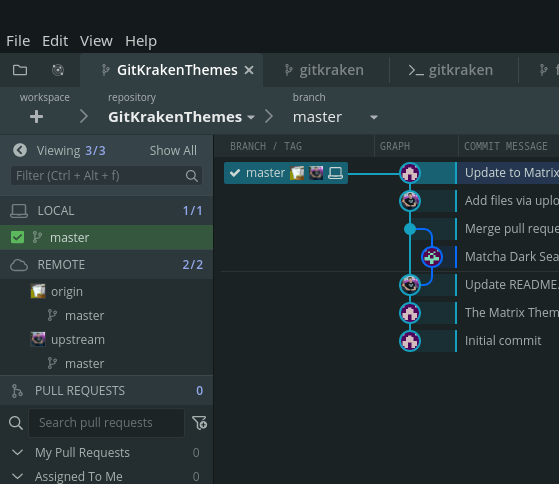 File Edit View Help
GitKrakenThemes gitkraken gitkraken
workspace repository branch
GitKrakenThemes master
Viewing 3/3 Show All
Filter (Ctrl + Alt + f)
LOCAL 1/1
master
REMOTE 2/2
origin
master
upstream
master
PULL REQUESTS 0
Search pull requests
My Pull Requests 0
Assigned To Me 0
BRANCH / TAG GRAPH COMMIT MESSAGE
master Update to Matrix
Add files via uplo
Merge pull reque
Matcha Dark Sea
Update README.
The Matrix Them
Initial commit